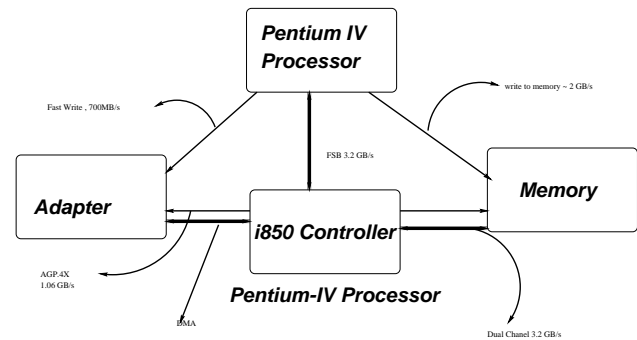 Pentium IV
Processor
Fast Write , 700MB/s
write to memory ~ 2 GB/s
FSB 3.2 GB/s
Adapter
i850 Controller
Memory
AGP.4X
1.06 GB/s
Pentium-IV Processor
DMA
Dual Chanel 3.2 GB/s